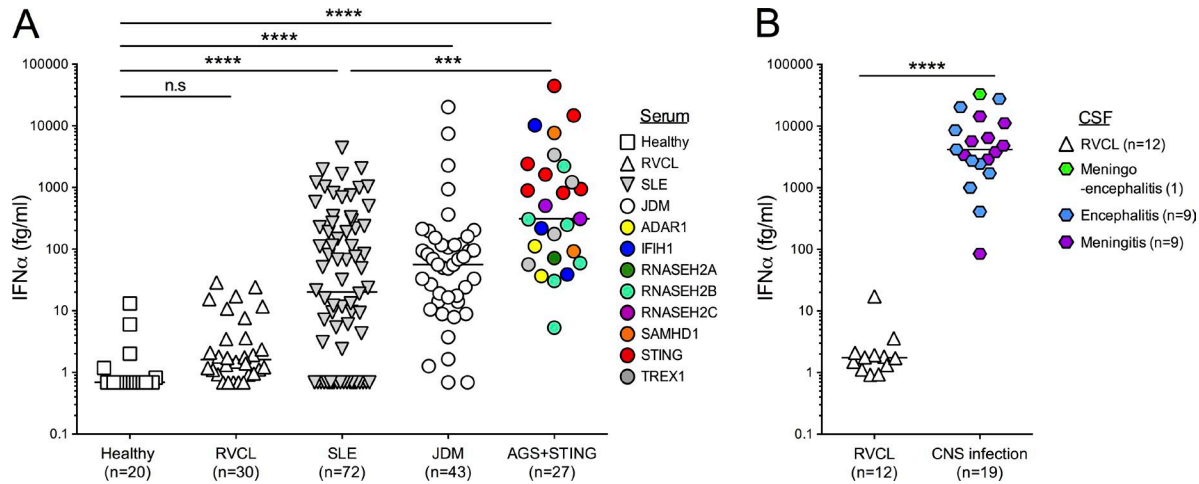 A
B
****
****
****
***
n.s
****
IFNα (fg/ml)
100000
10000
1000
100
10
1
0.1
Healthy
(n=20)
RVCL
(n=30)
SLE
(n=72)
JDM
(n=43)
AGS+STING
(n=27)
Serum
Healthy
RVCL
SLE
JDM
ADAR1
IFIH1
RNASEH2A
RNASEH2B
RNASEH2C
SAMHD1
STING
TREX1
IFNα (fg/ml)
100000
10000
1000
100
10
1
0.1
RVCL
(n=12)
CNS infection
(n=19)
CSF
RVCL (n=12)
Meningo
-encephalitis (1)
Encephalitis (n=9)
Meningitis (n=9)